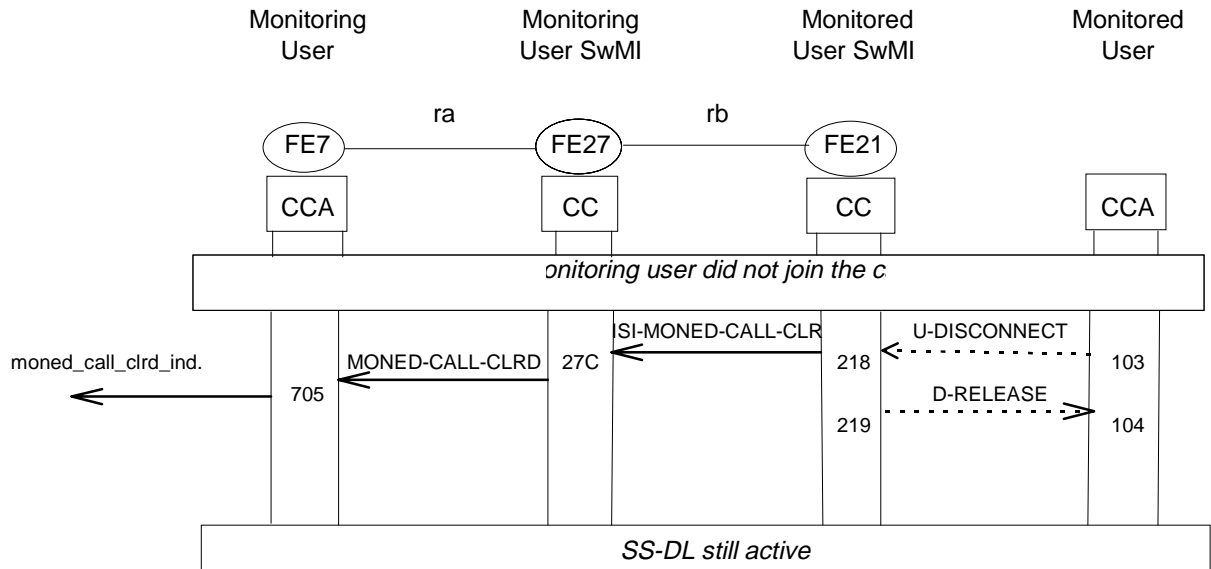 Monitoring User
Monitoring User SwMI
Monitored User SwMI
Monitored User
ra
rb
FE7
FE27
FE21
CCA
CC
CC
CCA
onitoring user did not join the c
ISI-MONED-CALL-CLR
U-DISCONNECT
moned_call_clrd_ind.
MONED-CALL-CLRD
27C
218
103
705
D-RELEASE
219
104
SS-DL still active